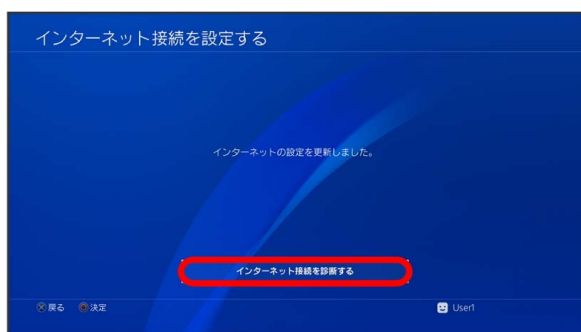 インターネット接続を設定する
インターネットの設定を更新しました。
インターネット接続を診断する
戻る 決定
User1